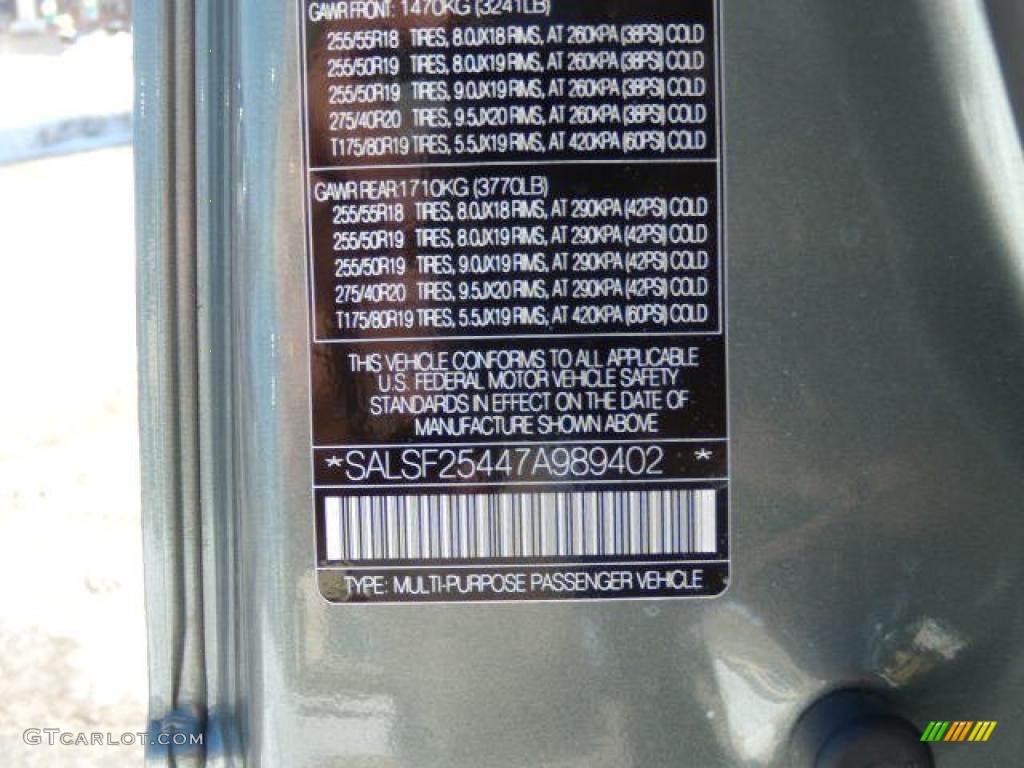 GAWR FRONT: 1470KG (3241LB)
255/55R18 TIRES, 8.0JX18 RIMS, AT 260KPA (38PSI) COLD
255/50R19 TIRES, 8.0JX19 RIMS, AT 260KPA (38PSI) COLD
255/50R19 TIRES, 9.0JX19 RIMS, AT 260KPA (38PSI) COLD
275/40R20 TIRES, 9.5JX20 RIMS, AT 260KPA (38PSI) COLD
T175/80R19 TIRES, 5.5JX19 RIMS, AT 420KPA (60PSI) COLD
GAWR REAR: 1710KG (3770LB)
255/55R18 TIRES, 8.0JX18 RIMS, AT 290KPA (42PSI) COLD
255/50R19 TIRES, 8.0JX19 RIMS, AT 290KPA (42PSI) COLD
255/50R19 TIRES, 9.0JX19 RIMS, AT 290KPA (42PSI) COLD
275/40R20 TIRES, 9.5JX20 RIMS, AT 290KPA (42PSI) COLD
T175/80R19 TIRES, 5.5JX19 RIMS, AT 420KPA (60PSI) COLD
THIS VEHICLE CONFORMS TO ALL APPLICABLE
U.S. FEDERAL MOTOR VEHICLE SAFETY
STANDARDS IN EFFECT ON THE DATE OF
MANUFACTURE SHOWN ABOVE
*SALSF25447A989402 *
TYPE: MULTI-PURPOSE PASSENGER VEHICLE
GTCARLOT.COM